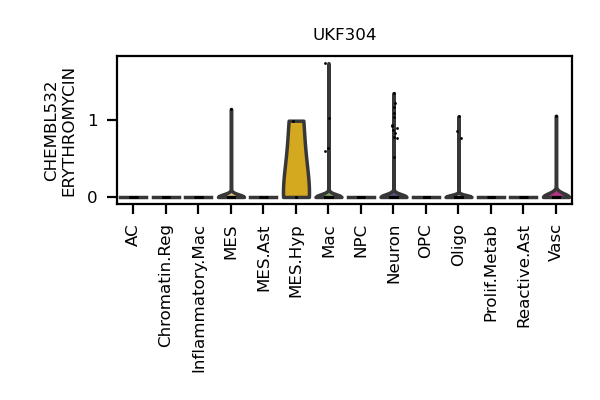 UKF304
CHEMBL532
ERYTHROMYCIN
1
0
AC
Chromatin.Reg
Inflammatory.Mac
MES
MES.Ast
MES.Hyp
Mac
NPC
Neuron
OPC
Oligo
Prolif.Metab
Reactive.Ast
Vasc